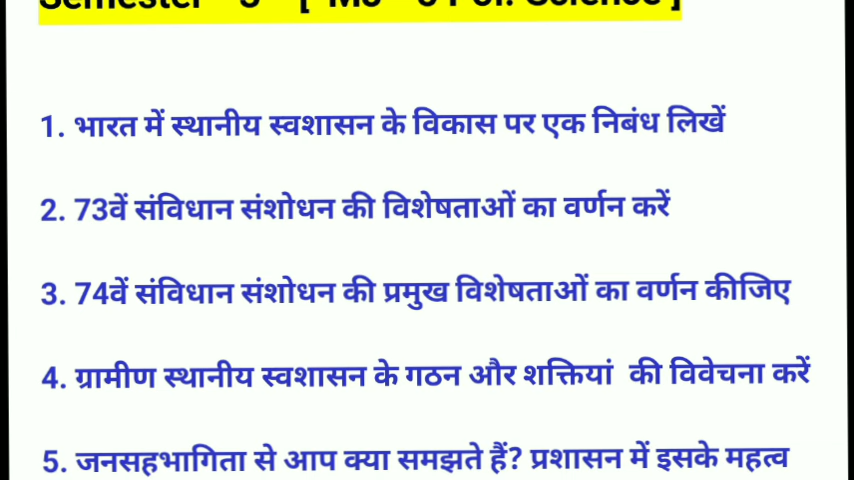 1. भारत में स्थानीय स्वशासन के विकास पर एक निबंध लिखें
2. 73वें संविधान संशोधन की विशेषताओं का वर्णन करें
3. 74वें संविधान संशोधन की प्रमुख विशेषताओं का वर्णन कीजिए
4. ग्रामीण स्थानीय स्वशासन के गठन और शक्तियां की विवेचना करें
5. जनसहभागिता से आप क्या समझते हैं? प्रशासन में इसके महत्व